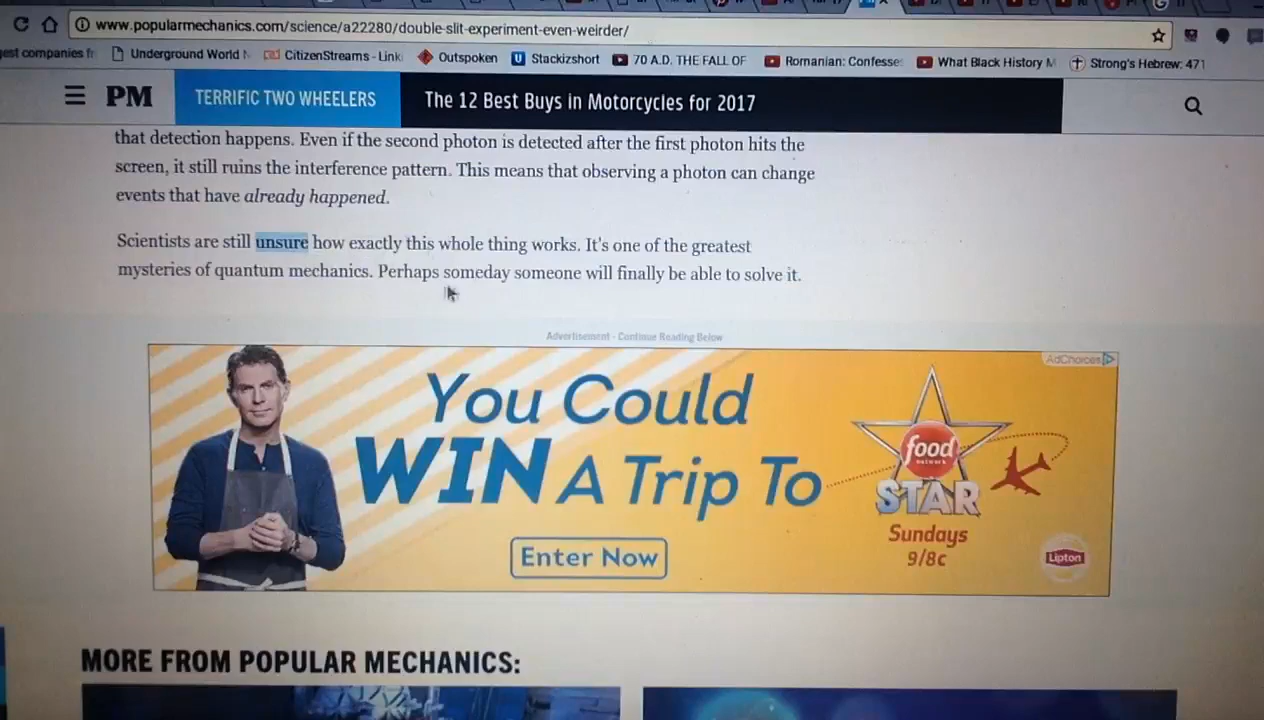 www.popularmechanics.com/science/a22280/double-slit-experiment-even-weirder/
gest companies fr Underground World N CitizenStreams - Link Outspoken Stackizshort 70 A.D. THE FALL OF Romanian: Confesse: What Black History M Strong's Hebrew: 471
PM TERRIFIC TWO WHEELERS The 12 Best Buys in Motorcycles for 2017
that detection happens. Even if the second photon is detected after the first photon hits the
screen, it still ruins the interference pattern. This means that observing a photon can change
events that have already happened.
Scientists are still unsure how exactly this whole thing works. It's one of the greatest
mysteries of quantum mechanics. Perhaps someday someone will finally be able to solve it.
Advertisement - Continue Reading Below
AdChoices
You Could
WIN A Trip To
Enter Now
food
network
STAR
Sundays
9/8c
Lipton
MORE FROM POPULAR MECHANICS: